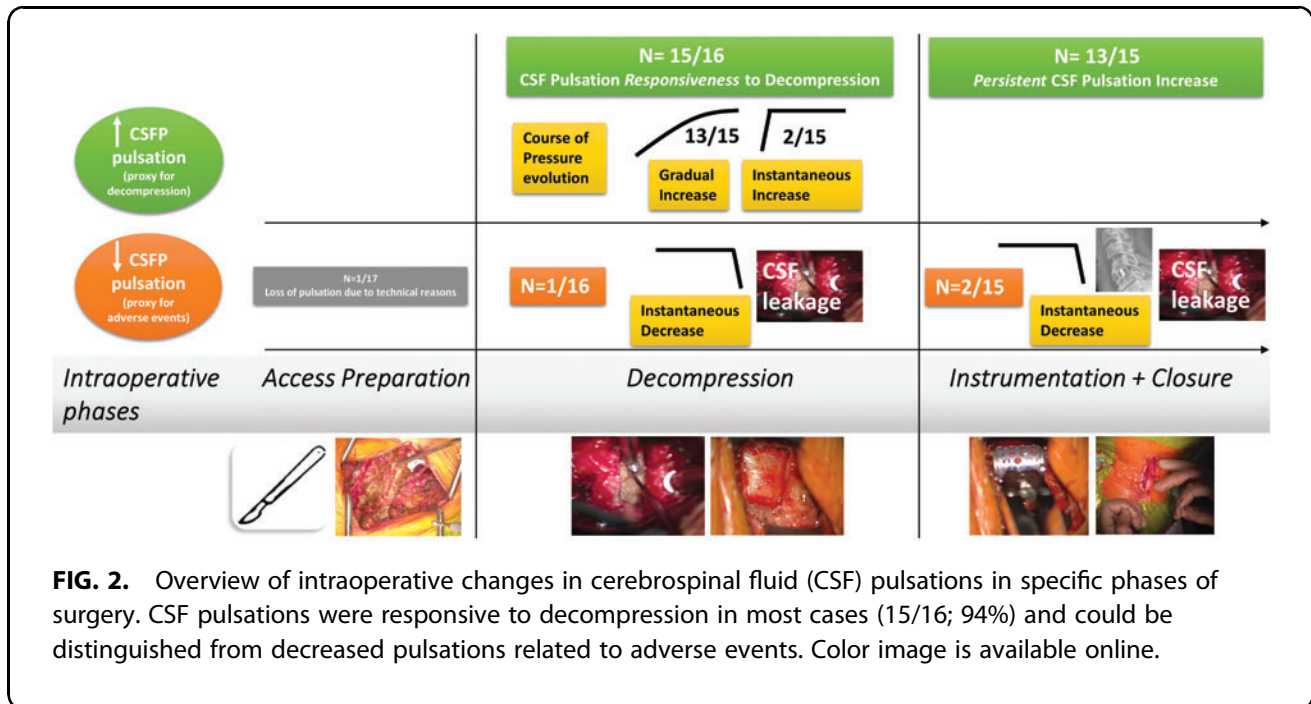 N= 15/16
CSF Pulsation Responsiveness to Decompression
N= 13/15
Persistent CSF Pulsation Increase
CSFP
pulsation
(proxy for
decompression)
Course of
Pressure
evolution
13/15
Gradual
Increase
2/15
Instantaneous
Increase
CSFP
pulsation
(proxy for
adverse events)
N=1/17
Loss of pulsation due to technical reasons
N=1/16
Instantaneous
Decrease
CSF
leakage
N=2/15
Instantaneous
Decrease
CSF
leakage
Intraoperative
phases
Access Preparation
Decompression
Instrumentation + Closure
FIG. 2. Overview of intraoperative changes in cerebrospinal fluid (CSF) pulsations in specific phases of
surgery. CSF pulsations were responsive to decompression in most cases (15/16; 94%) and could be
distinguished from decreased pulsations related to adverse events. Color image is available online.